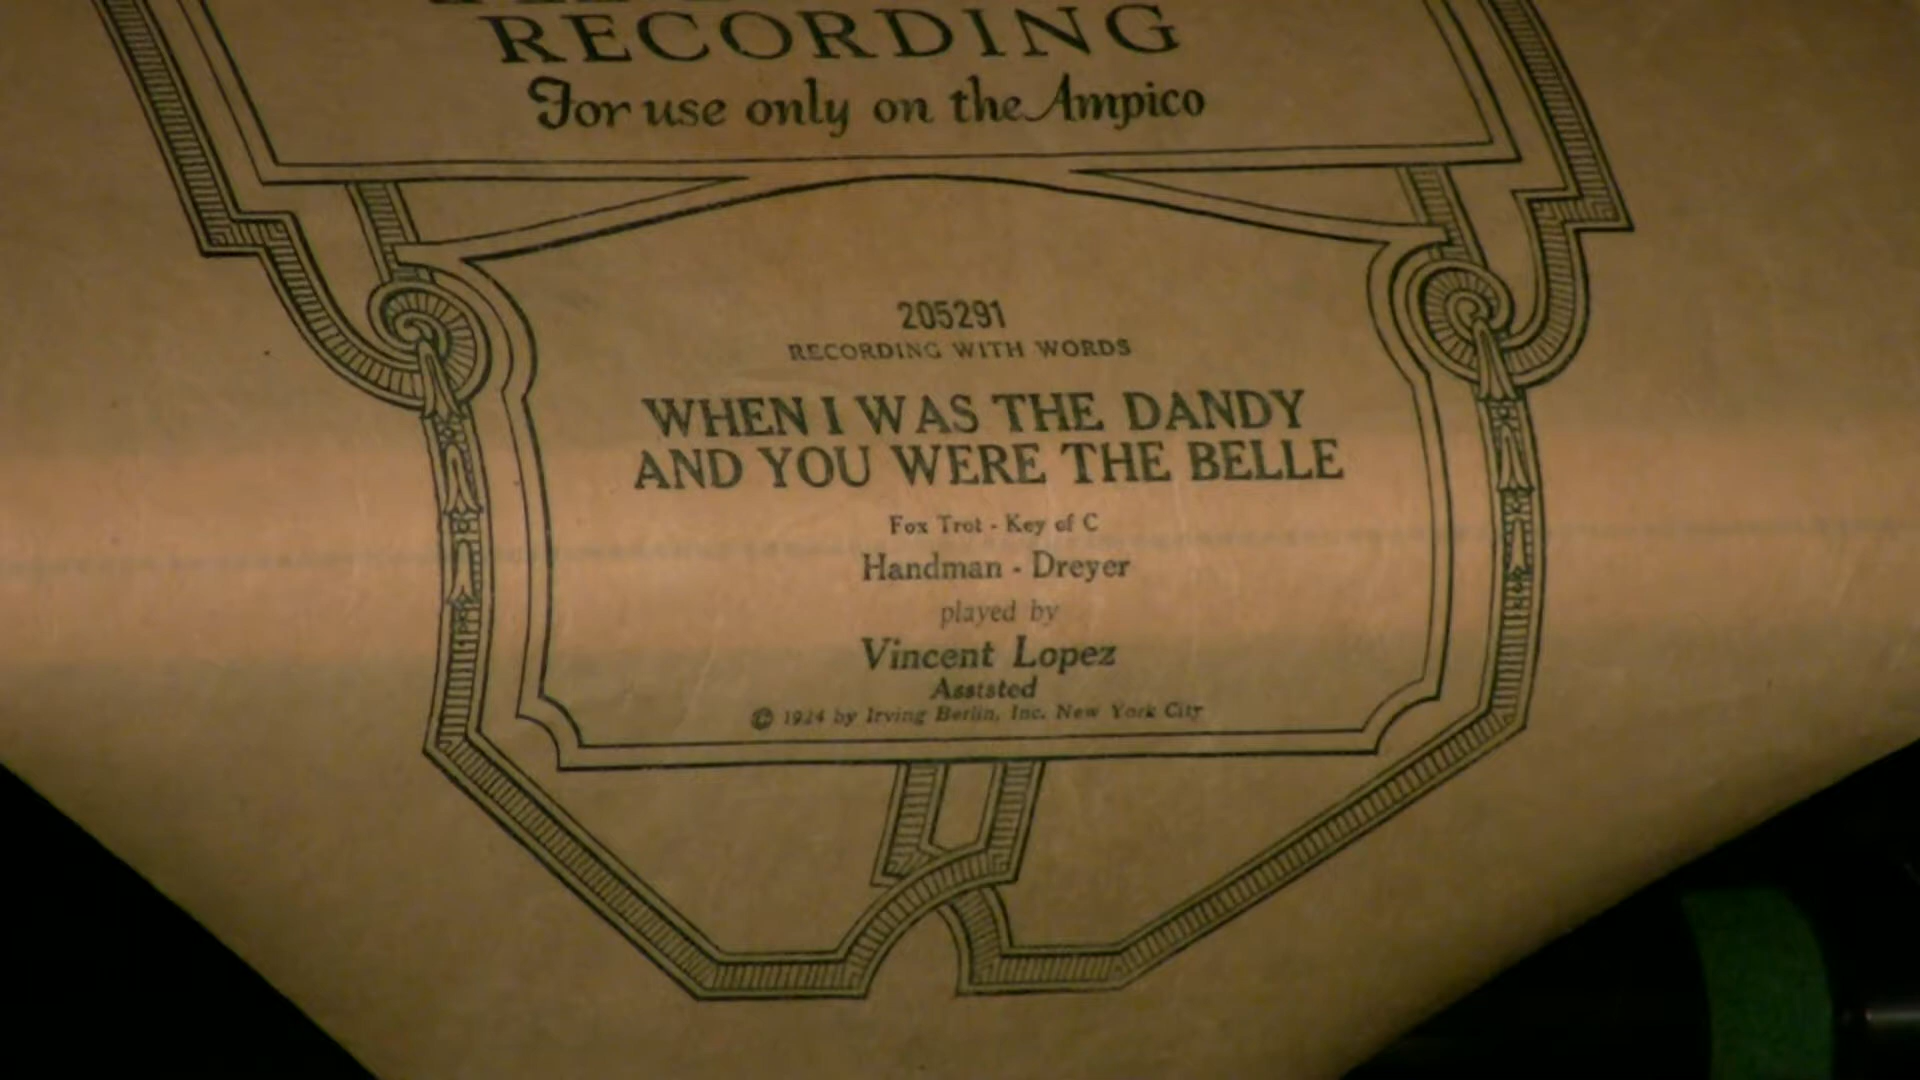 RECORDING
For use only on the Ampico
205291
RECORDING WITH WORDS
WHEN I WAS THE DANDY
AND YOU WERE THE BELLE
Fox Trot - Key of C
Handman - Dreyer
played by
Vincent Lopez
Assisted
© 1924 by Irving Berlin, Inc. New York City